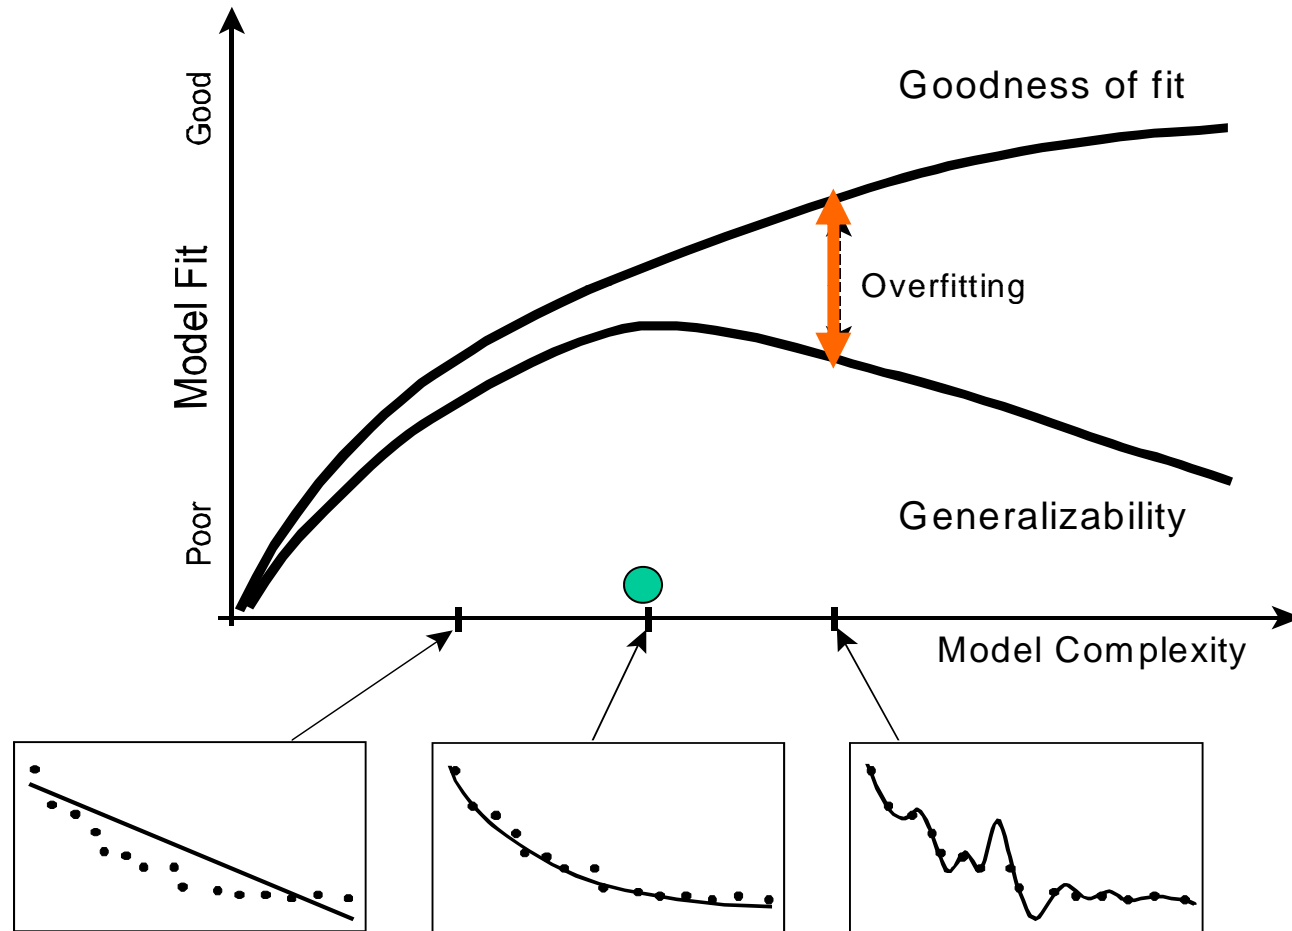 Good
Goodness of fit
Model Fit
Overfitting
Poor
Generalizability
Model Complexity